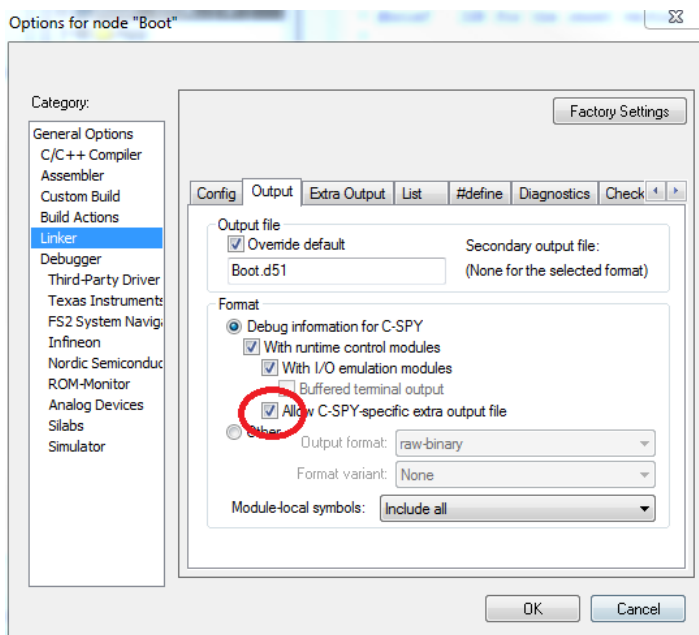 Options for node "Boot"
Category:
Factory Settings
General Options
C/C++ Compiler
Assembler
Custom Build
Build Actions
Linker
Debugger
Third-Party Driver
Texas Instruments
FS2 System Navig
Infineon
Nordic Semiconduc
ROM-Monitor
Analog Devices
Silabs
Simulator
Config Output Extra Output List #define Diagnostics Check
Output file
Override default
Secondary output file:
Boot.d51
(None for the selected format)
Format
Debug information for C-SPY
With runtime control modules
With I/O emulation modules
Buffered terminal output
Allow C-SPY-specific extra output file
Other
Output format: raw-binary
Format variant: None
Module-local symbols: Include all
OK Cancel